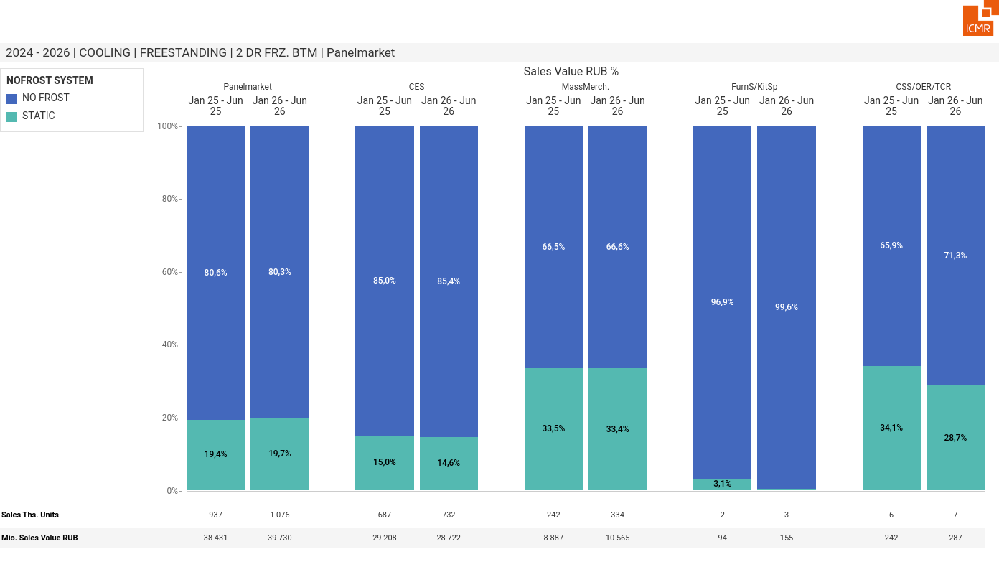 ICMR
2024 - 2026 | COOLING | FREESTANDING | 2 DR FRZ. BTM | Panelmarket
NOFROST SYSTEM
NO FROST
STATIC
Sales Value RUB %
Panelmarket CES MassMerch. FurnS/KitSp CSS/OER/TCR
Jan 25 - Jun Jan 26 - Jun Jan 25 - Jun Jan 26 - Jun Jan 25 - Jun Jan 26 - Jun Jan 25 - Jun Jan 26 - Jun Jan 25 - Jun Jan 26 - Jun
25 26 25 26 25 26 25 26 25 26
100%
80%
60%
40%
20%
0%
80,6% 80,3% 85,0% 85,4% 66,5% 66,6% 96,9% 99,6% 65,9% 71,3%
19,4% 19,7% 15,0% 14,6% 33,5% 33,4% 3,1% 34,1% 28,7%
Sales Ths. Units 937 1 076 687 732 242 334 2 3 6 7
Mio. Sales Value RUB 38 431 39 730 29 208 28 722 8 887 10 565 94 155 242 287